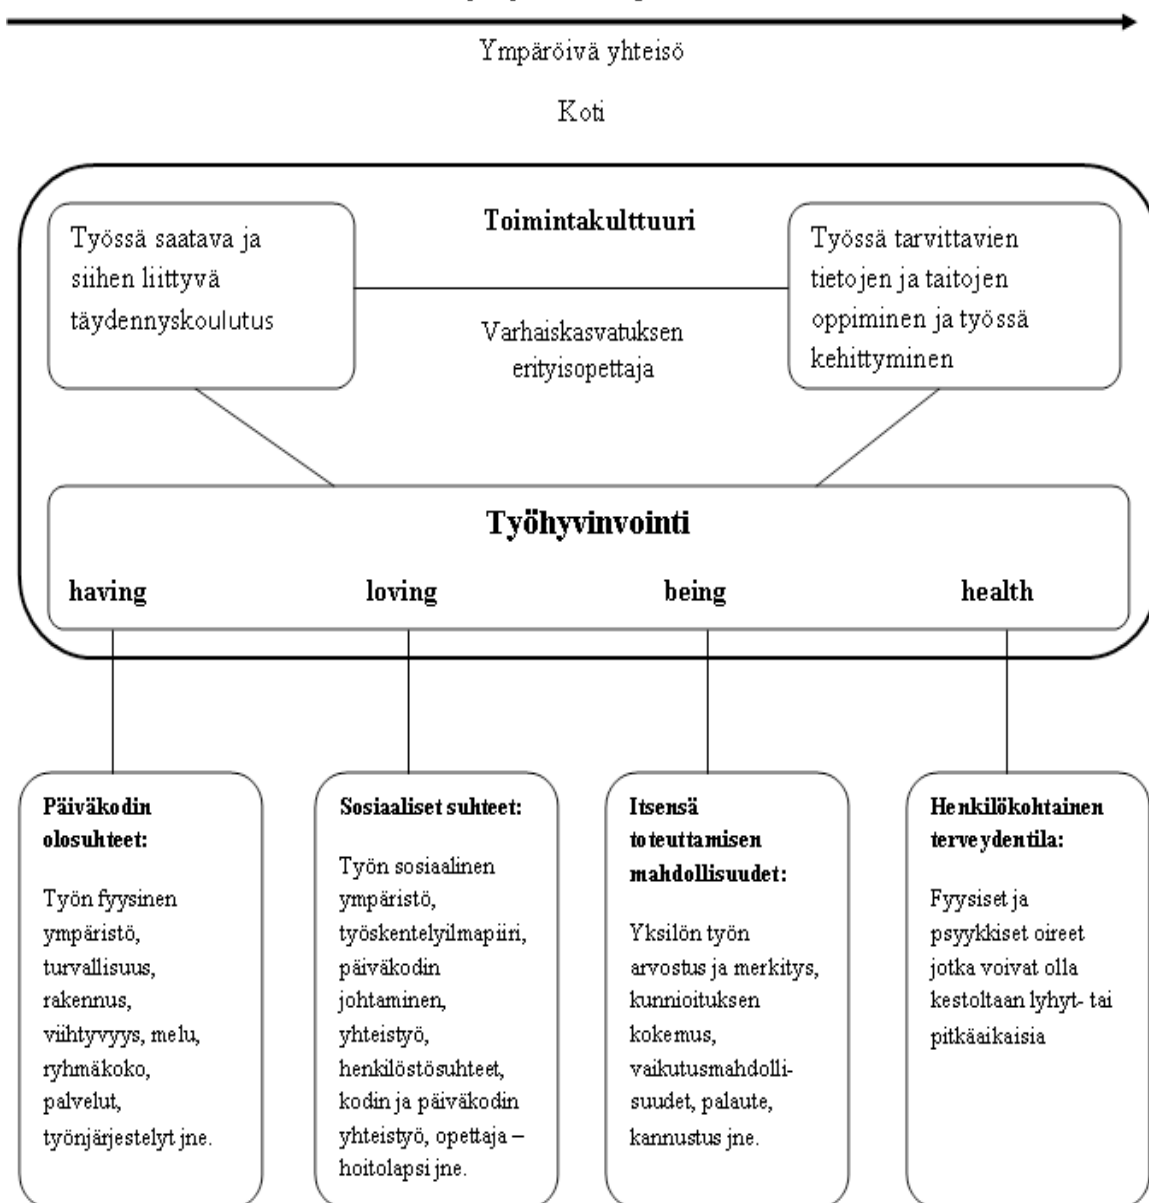 Ympäröivä yhteisö
Koti
Toimintakulttuuri
Työssä saatava ja
siihen liittyvä
täydennyskoulutus
Varhaiskasvatuksen
erityisopettaja
Työssä tarvittavien
tietojen ja taitojen
oppiminen ja työssä
kehittyminen
Työhyvinvointi
having
loving
being
health
Päiväkodin
olosuhteet:
Työn fyysinen
ympäristö,
turvallisuus,
rakennus,
viihtyvyys, melu,
ryhmäkoko,
palvelut,
työnjärjestelyt jne.
Sosiaaliset suhteet:
Työn sosiaalinen
ympäristö,
työskentelyilmapiiri,
päiväkodin
johtaminen,
yhteistyö,
henkilöstösuhteet,
kodin ja päiväkodin
yhteistyö, opettaja –
hoitolapsi jne.
Itsensä
toteuttamisen
mahdollisuudet:
Yksilön työn
arvostus ja merkitys,
kunnioituksen
kokemus,
vaikutusmahdolli-
suudet, palaute,
kannustus jne.
Henkilökohtainen
terveydentila:
Fyysiset ja
psyykkiset oireet
jotka voivat olla
kestoltaan lyhyt- tai
pitkäaikaisia